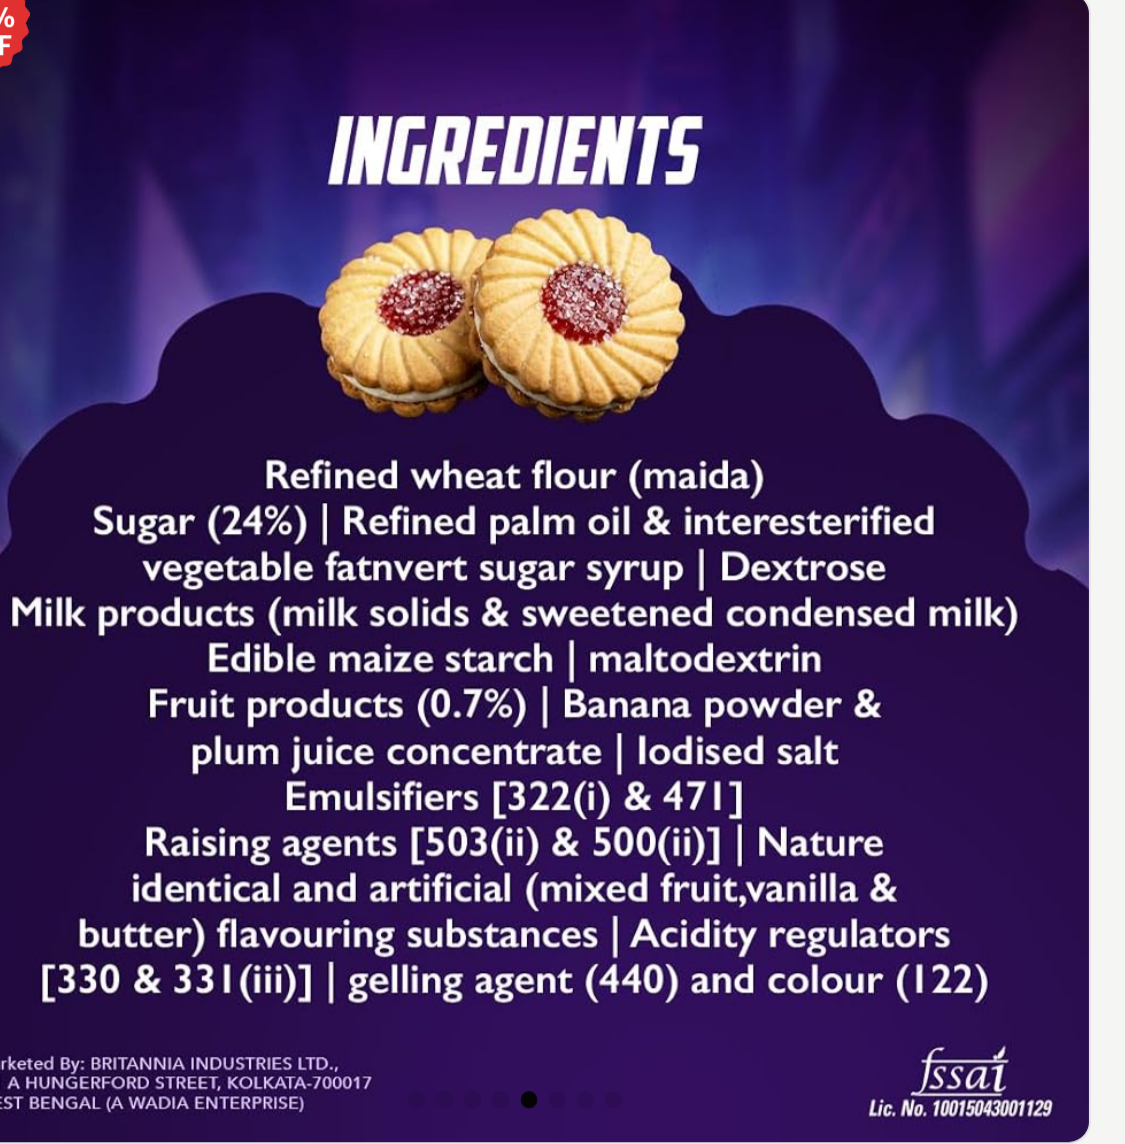 %
F
INGREDIENTS
Refined wheat flour (maida)
Sugar (24%) | Refined palm oil & interesterified
vegetable fatnvert sugar syrup | Dextrose
Milk products (milk solids & sweetened condensed milk)
Edible maize starch | maltodextrin
Fruit products (0.7%) | Banana powder &
plum juice concentrate | Iodised salt
Emulsifiers [322(i) & 471]
Raising agents [503(ii) & 500(ii)] | Nature
identical and artificial (mixed fruit,vanilla &
butter) flavouring substances | Acidity regulators
[330 & 331(iii)] | gelling agent (440) and colour (122)
rketed By: BRITANNIA INDUSTRIES LTD.,
A HUNGERFORD STREET, KOLKATA-700017
EST BENGAL (A WADIA ENTERPRISE)
fssai
Lic. No. 10015043001129